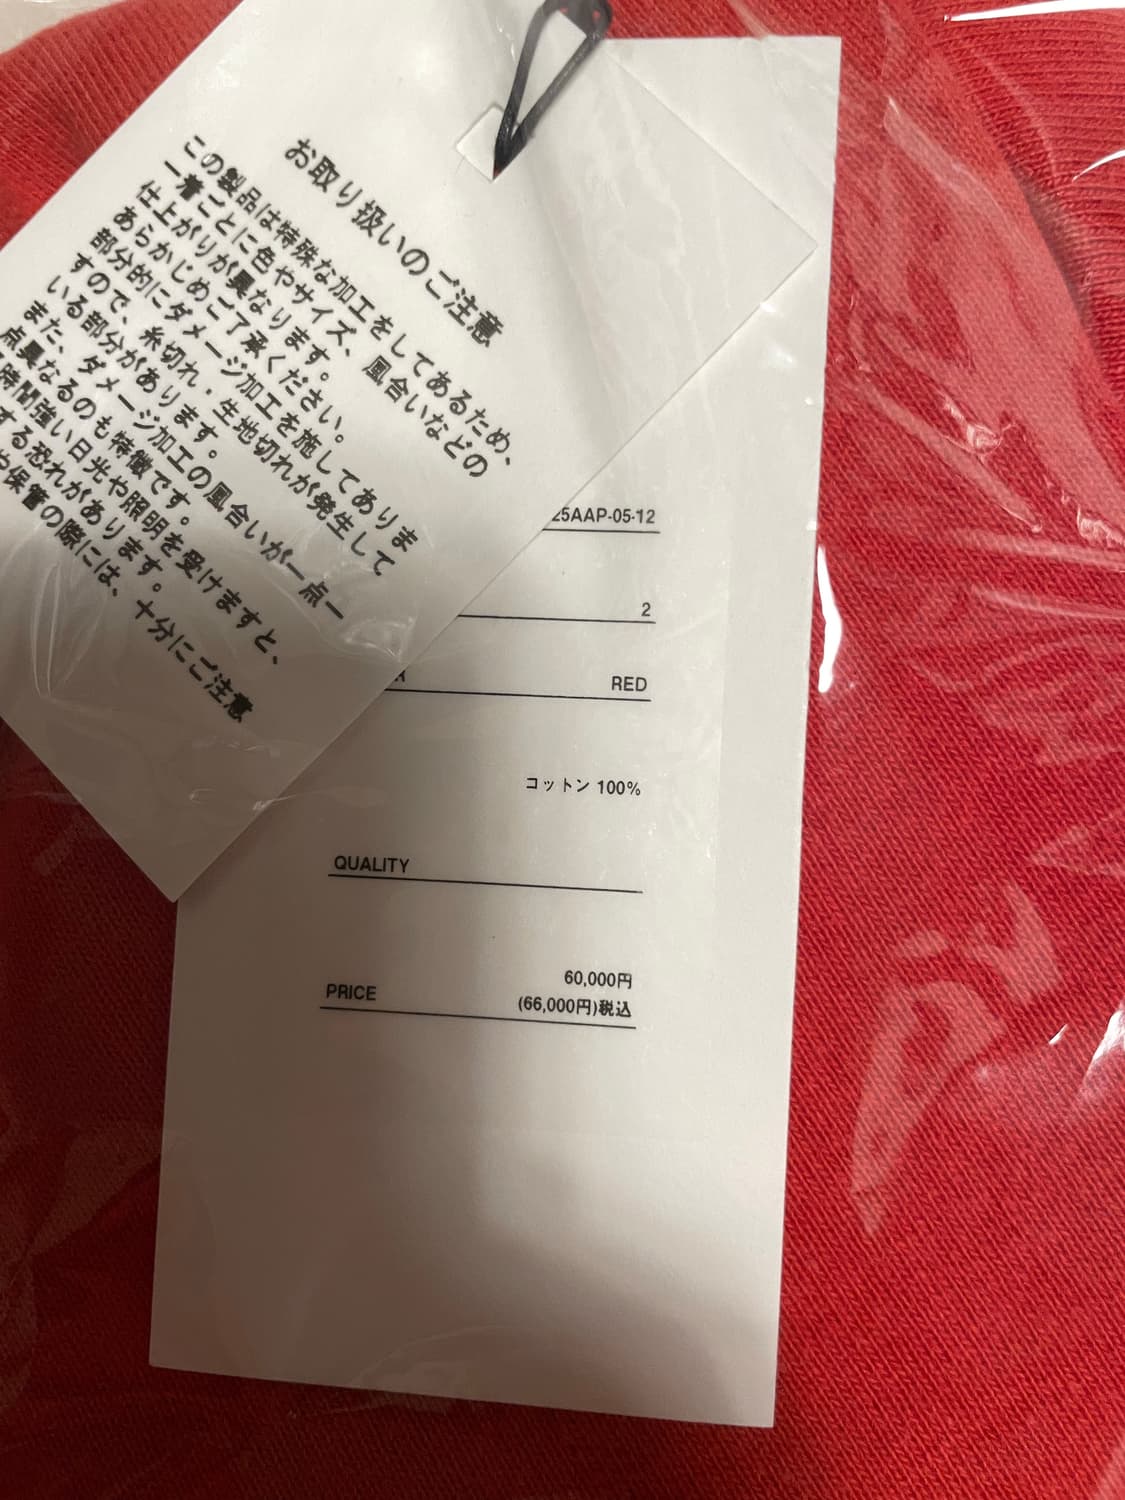 お取り扱いのご注意
この製品は特殊な加工をしてあるため、
一着ごとに色やサイズ、風合いなどの
仕上がりが異なります。
あらかじめご了承ください。
部分的にダメージ加工を施してありま
すので、糸切れ・生地切れが発生して
いる部分があります。
また、ダメージ加工の風合いが一点一
点異なるのも特徴です。
時間強い日光や照明を受けますと、
する恐れがあります。
や保管の際には、十分にご注意
25AAP-05-12
2
RED
コットン 100%
QUALITY
60,000円
PRICE (66,000円)税込